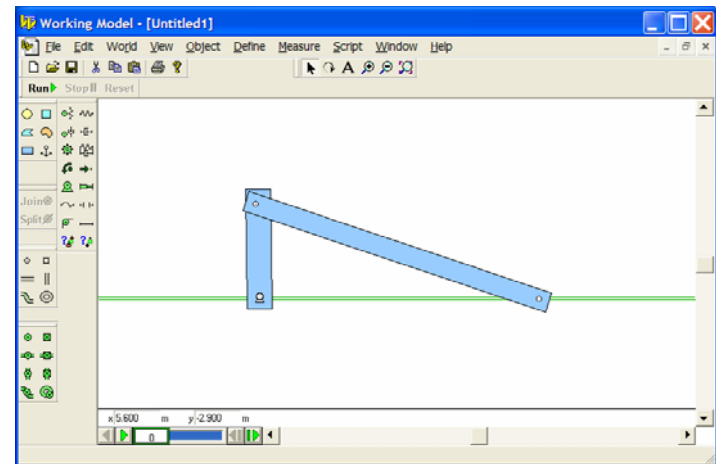 Working Model - [Untitled1]
File Edit World View Object Define Measure Script Window Help
A
Run Stop Reset
Join
Split
x 5.600 m y -2.900 m
0